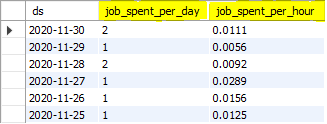 ds job_spent_per_day job_spent_per_hour
2020-11-30 2 0.0111
2020-11-29 1 0.0056
2020-11-28 2 0.0092
2020-11-27 1 0.0289
2020-11-26 1 0.0156
2020-11-25 1 0.0125